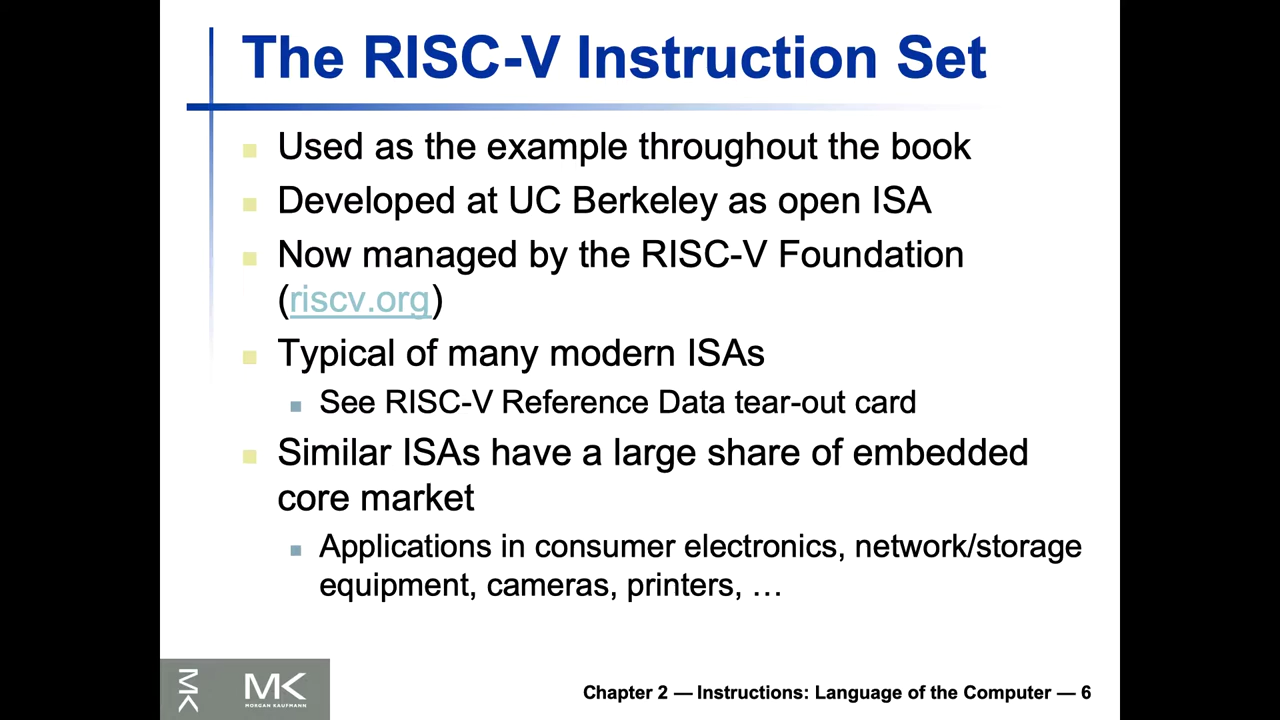 The RISC-V Instruction Set
Used as the example throughout the book
Developed at UC Berkeley as open ISA
Now managed by the RISC-V Foundation
(riscv.org)
Typical of many modern ISAs
See RISC-V Reference Data tear-out card
Similar ISAs have a large share of embedded
core market
Applications in consumer electronics, network/storage
equipment, cameras, printers, …
MK
MK
MORGAN KAUFMANN
Chapter 2 — Instructions: Language of the Computer — 6